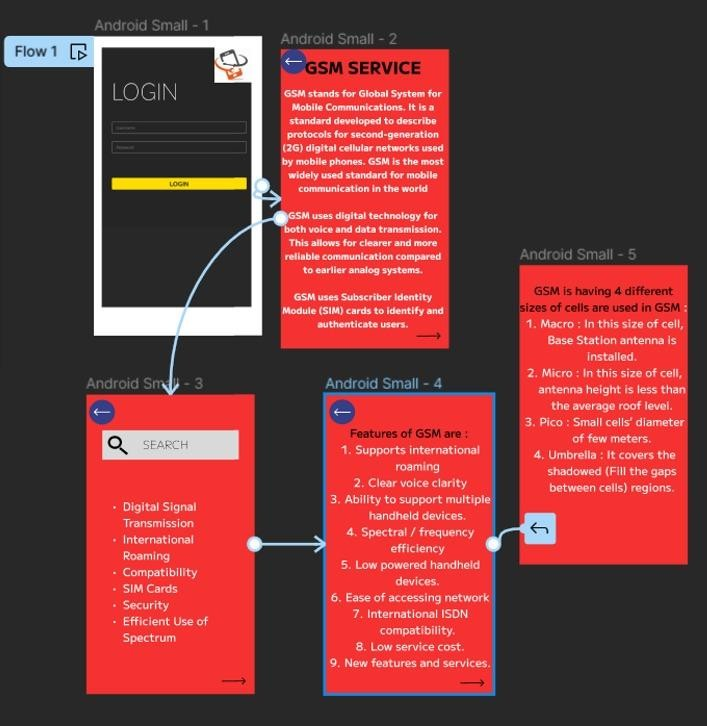 Android Small - 1
Flow 1
LOGIN
Username
Password
LOGIN
Android Small - 2
GSM SERVICE
GSM stands for Global System for
Mobile Communications. It is a
standard developed to describe
protocols for second-generation
(2G) digital cellular networks used
by mobile phones. GSM is the most
widely used standard for mobile
communication in the world
GSM uses digital technology for
both voice and data transmission.
This allows for clearer and more
reliable communication compared
to earlier analog systems.
GSM uses Subscriber Identity
Module (SIM) cards to identify and
authenticate users.
Android Small - 3
SEARCH
• Digital Signal
Transmission
• International
Roaming
• Compatibility
• SIM Cards
• Security
• Efficient Use of
Spectrum
Android Small - 4
Features of GSM are :
1. Supports international
roaming
2. Clear voice clarity
3. Ability to support multiple
handheld devices.
4. Spectral / frequency
efficiency
5. Low powered handheld
devices.
6. Ease of accessing network
7. International ISDN
compatibility.
8. Low service cost.
9. New features and services.
Android Small - 5
GSM is having 4 different
sizes of cells are used in GSM :
1. Macro : In this size of cell,
Base Station antenna is
installed.
2. Micro : In this size of cell,
antenna height is less than
the average roof level.
3. Pico : Small cells’ diameter
of few meters.
4. Umbrella : It covers the
shadowed (Fill the gaps
between cells) regions.